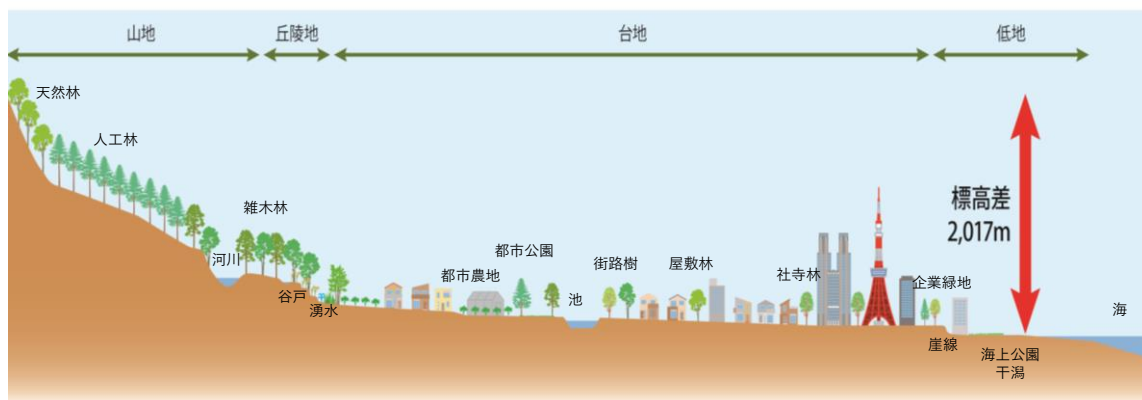 山地
丘陵地
台地
低地
天然林
人工林
雑木林
河川
谷戸
湧水
都市農地
都市公園
池
街路樹
屋敷林
社寺林
企業緑地
崖線
標高差
2,017m
海上公園
干潟
海